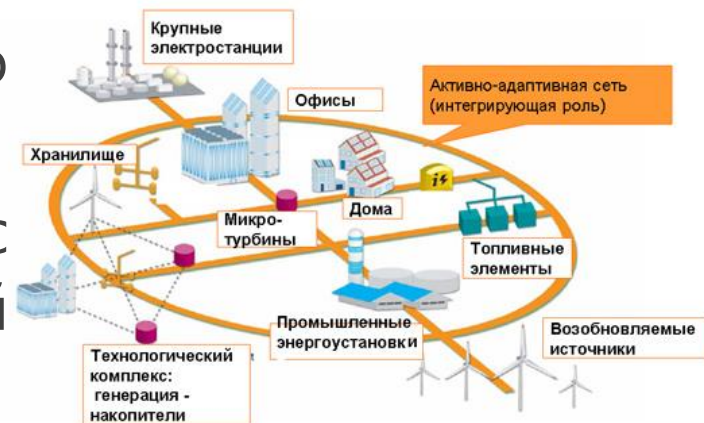 Крупные
электростанции
Активно-адаптивная сеть
(интегрирующая роль)
Офисы
Хранилище
Дома
Микро-
турбины
Топливные
элементы
Промышленные
энергоустановки
Возобновляемые
источники
Технологический
комплекс:
генерация -
накопители